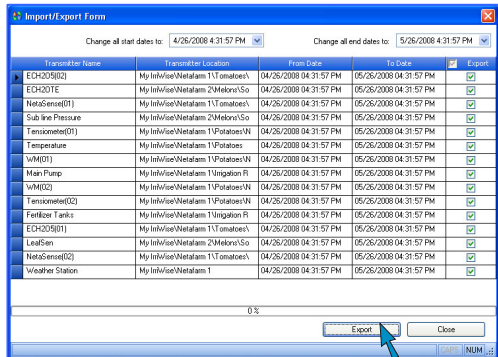 Import/Export Form
Change all start dates to: 4/26/2008 4:31:57 PM Change all end dates to: 5/26/2008 4:31:57 PM
Transmitter Name Transmitter Location From Date To Date Export
ECH2O5(02) My IrriWise\Netafarm 1\Tomatoes\ 04/26/2008 04:31:57 PM 05/26/2008 04:31:57 PM
ECH2OTE My IrriWise\Netafarm 2\Melons\So 04/26/2008 04:31:57 PM 05/26/2008 04:31:57 PM
NetaSense(01) My IrriWise\Netafarm 1\Tomatoes\ 04/26/2008 04:31:57 PM 05/26/2008 04:31:57 PM
Sub line Pressure My IrriWise\Netafarm 2\Melons\So 04/26/2008 04:31:57 PM 05/26/2008 04:31:57 PM
Tensiometer(01) My IrriWise\Netafarm 1\Potatoes\N 04/26/2008 04:31:57 PM 05/26/2008 04:31:57 PM
Temperature My IrriWise\Netafarm 1\Potatoes 04/26/2008 04:31:57 PM 05/26/2008 04:31:57 PM
WM(01) My IrriWise\Netafarm 1\Potatoes\N 04/26/2008 04:31:57 PM 05/26/2008 04:31:57 PM
Main Pump My IrriWise\Netafarm 1\Irrigation R 04/26/2008 04:31:57 PM 05/26/2008 04:31:57 PM
WM(02) My IrriWise\Netafarm 1\Potatoes\N 04/26/2008 04:31:57 PM 05/26/2008 04:31:57 PM
Tensiometer(02) My IrriWise\Netafarm 1\Potatoes\N 04/26/2008 04:31:57 PM 05/26/2008 04:31:57 PM
Fertilizer Tanks My IrriWise\Netafarm 1\Irrigation R 04/26/2008 04:31:57 PM 05/26/2008 04:31:57 PM
ECH2O5(01) My IrriWise\Netafarm 1\Tomatoes\ 04/26/2008 04:31:57 PM 05/26/2008 04:31:57 PM
LeafSen My IrriWise\Netafarm 2\Melons\So 04/26/2008 04:31:57 PM 05/26/2008 04:31:57 PM
NetaSense(02) My IrriWise\Netafarm 1\Tomatoes\ 04/26/2008 04:31:57 PM 05/26/2008 04:31:57 PM
Weather Station My IrriWise\Netafarm 1 04/26/2008 04:31:57 PM 05/26/2008 04:31:57 PM
0 %
Export Close
CAPS NUM